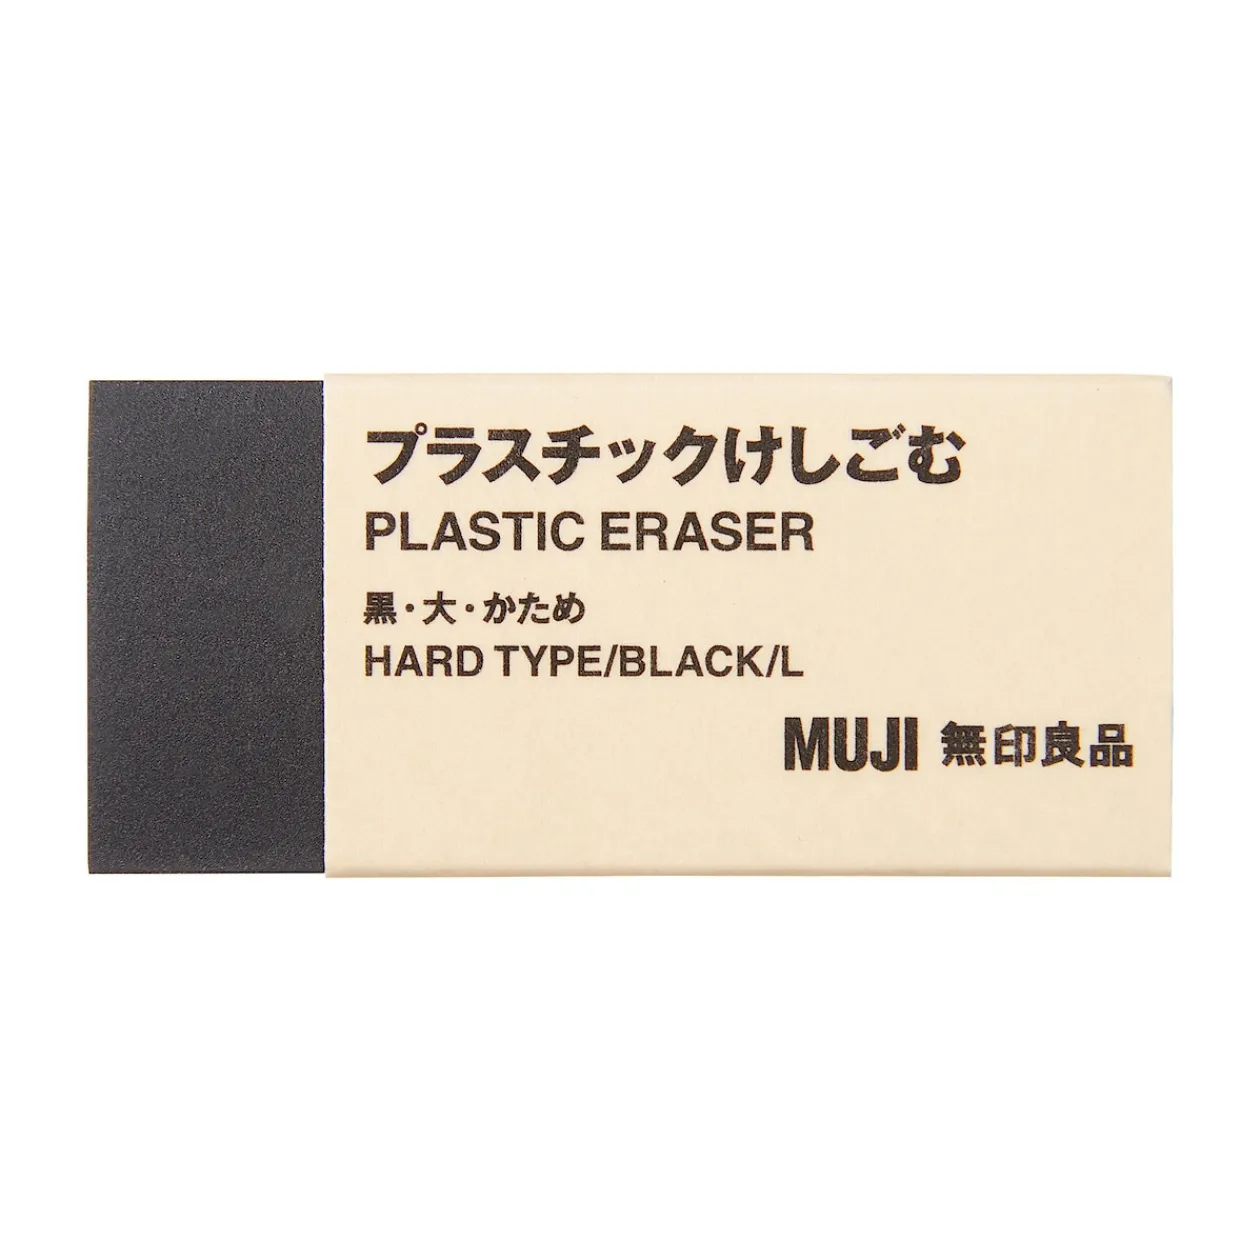 プラスチックけしごむ
PLASTIC ERASER
黒・大・かため
HARD TYPE/BLACK/L
MUJI 無印良品